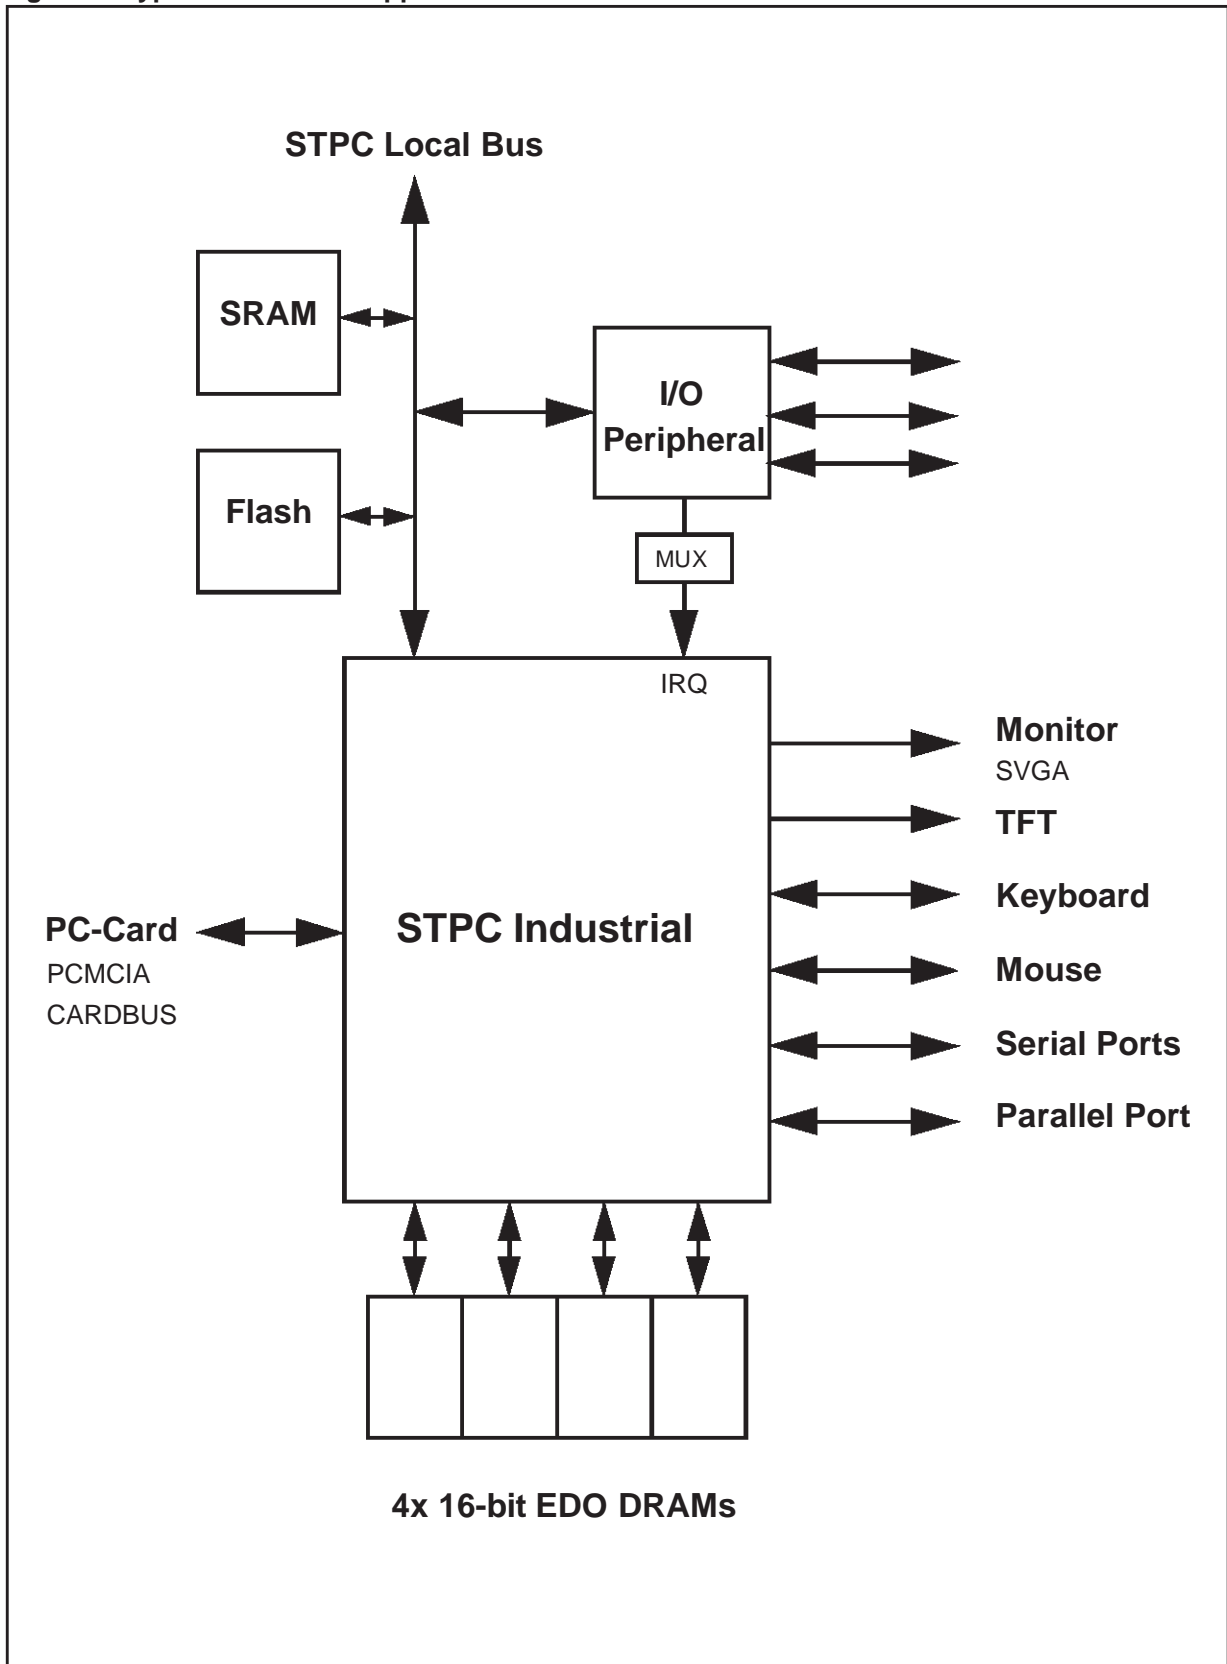 STPC Local Bus
SRAM
I/O
Peripheral
Flash
MUX
IRQ
Monitor
SVGA
TFT
Keyboard
PC-Card
STPC Industrial
PCMCIA
Mouse
CARDBUS
Serial Ports
Parallel Port
4x 16-bit EDO DRAMs